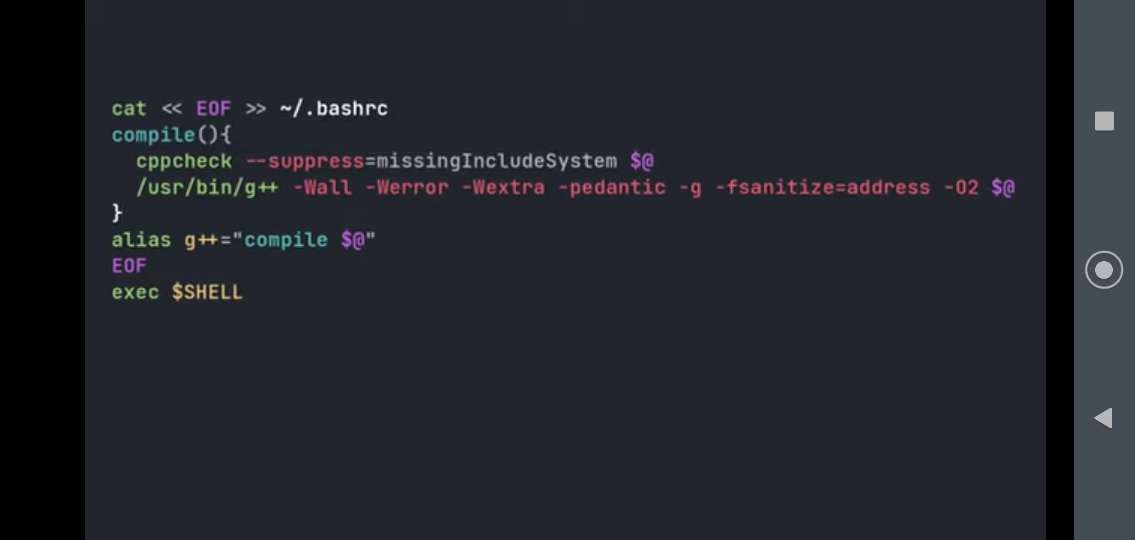 cat << EOF >> ~/.bashrc
compile(){
  cppcheck --suppress=missingIncludeSystem $@
  /usr/bin/g++ -Wall -Werror -Wextra -pedantic -g -fsanitize=address -O2 $@
}
alias g++="compile $@"
EOF
exec $SHELL